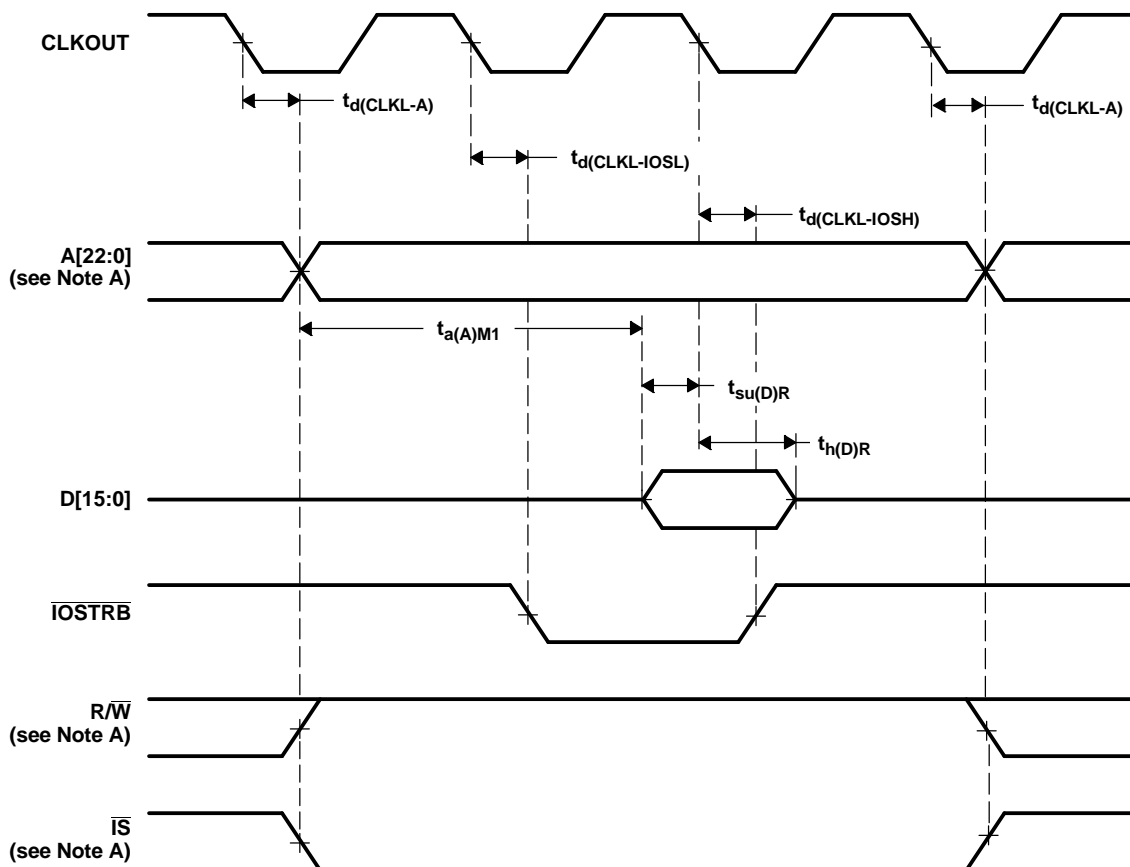 CLKOUT
td(CLKL-A)
td(CLKL-A)
td(CLKL-IOSL)
td(CLKL-IOSH)
A[22:0]
(see Note A)
ta(A)M1
tsu(D)R
th(D)R
D[15:0]
IOSTRB
R/W
(see Note A)
IS
(see Note A)